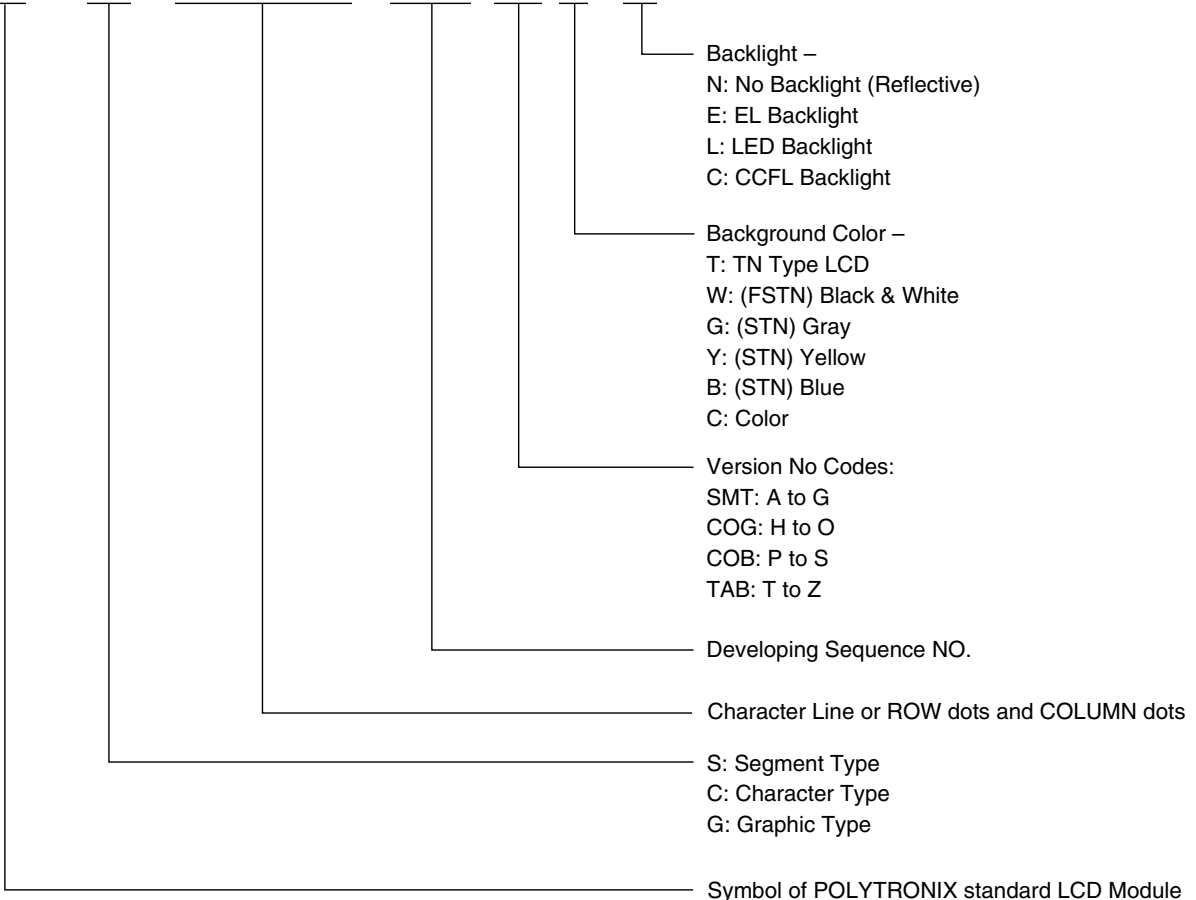 Backlight –
N: No Backlight (Reflective)
E: EL Backlight
L: LED Backlight
C: CCFL Backlight
Background Color –
T: TN Type LCD
W: (FSTN) Black & White
G: (STN) Gray
Y: (STN) Yellow
B: (STN) Blue
C: Color
Version No Codes:
SMT: A to G
COG: H to O
COB: P to S
TAB: T to Z
Developing Sequence NO.
Character Line or ROW dots and COLUMN dots
S: Segment Type
C: Character Type
G: Graphic Type
Symbol of POLYTRONIX standard LCD Module